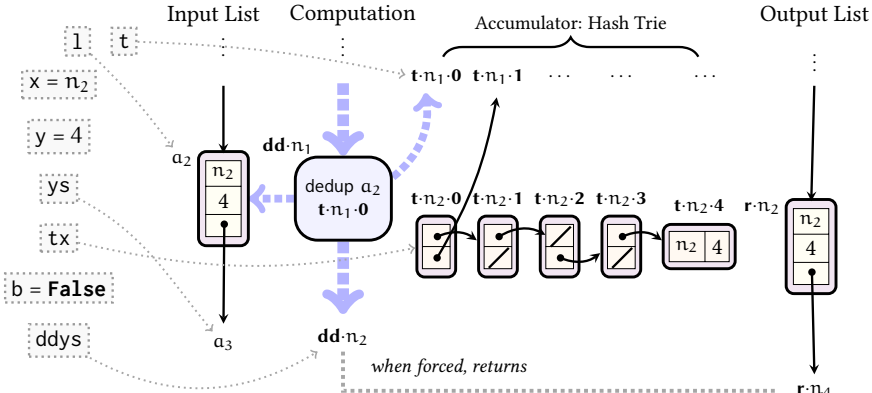 Input List
Computation
Accumulator: Hash Trie
Output List
l
t
x = n₂
y = 4
ys
tx
b = False
ddys
a₂
n₂
4
a₃
dd·n₁
dedup a₂
t·n₁·0
dd·n₂
t·n₁·0 t·n₁·1 ... ... ...
t·n₂·0 t·n₂·1 t·n₂·2 t·n₂·3 t·n₂·4
n₂ 4
r·n₂
n₂
4
when forced, returns
r·n₄